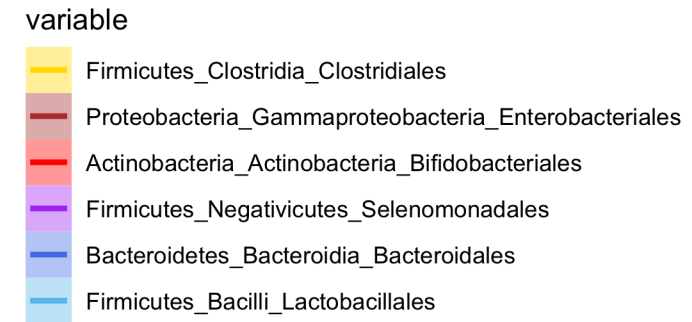 variable
Firmicutes_Clostridia_Clostridiales
Proteobacteria_Gammaproteobacteria_Enterobacteriales
Actinobacteria_Actinobacteria_Bifidobacteriales
Firmicutes_Negativicutes_Selenomonadales
Bacteroidetes_Bacteroidia_Bacteroidales
Firmicutes_Bacilli_Lactobacillales